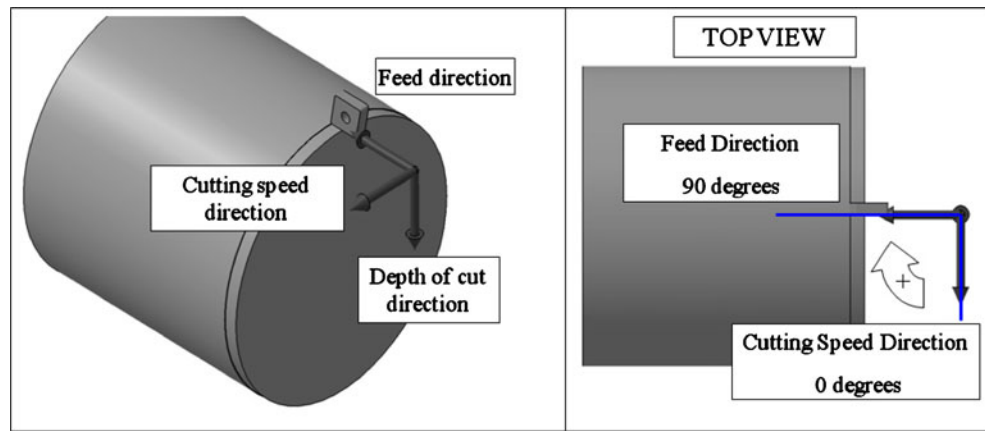 Feed direction
Cutting speed
direction
Depth of cut
direction
TOP VIEW
Feed Direction
90 degrees
+
Cutting Speed Direction
0 degrees